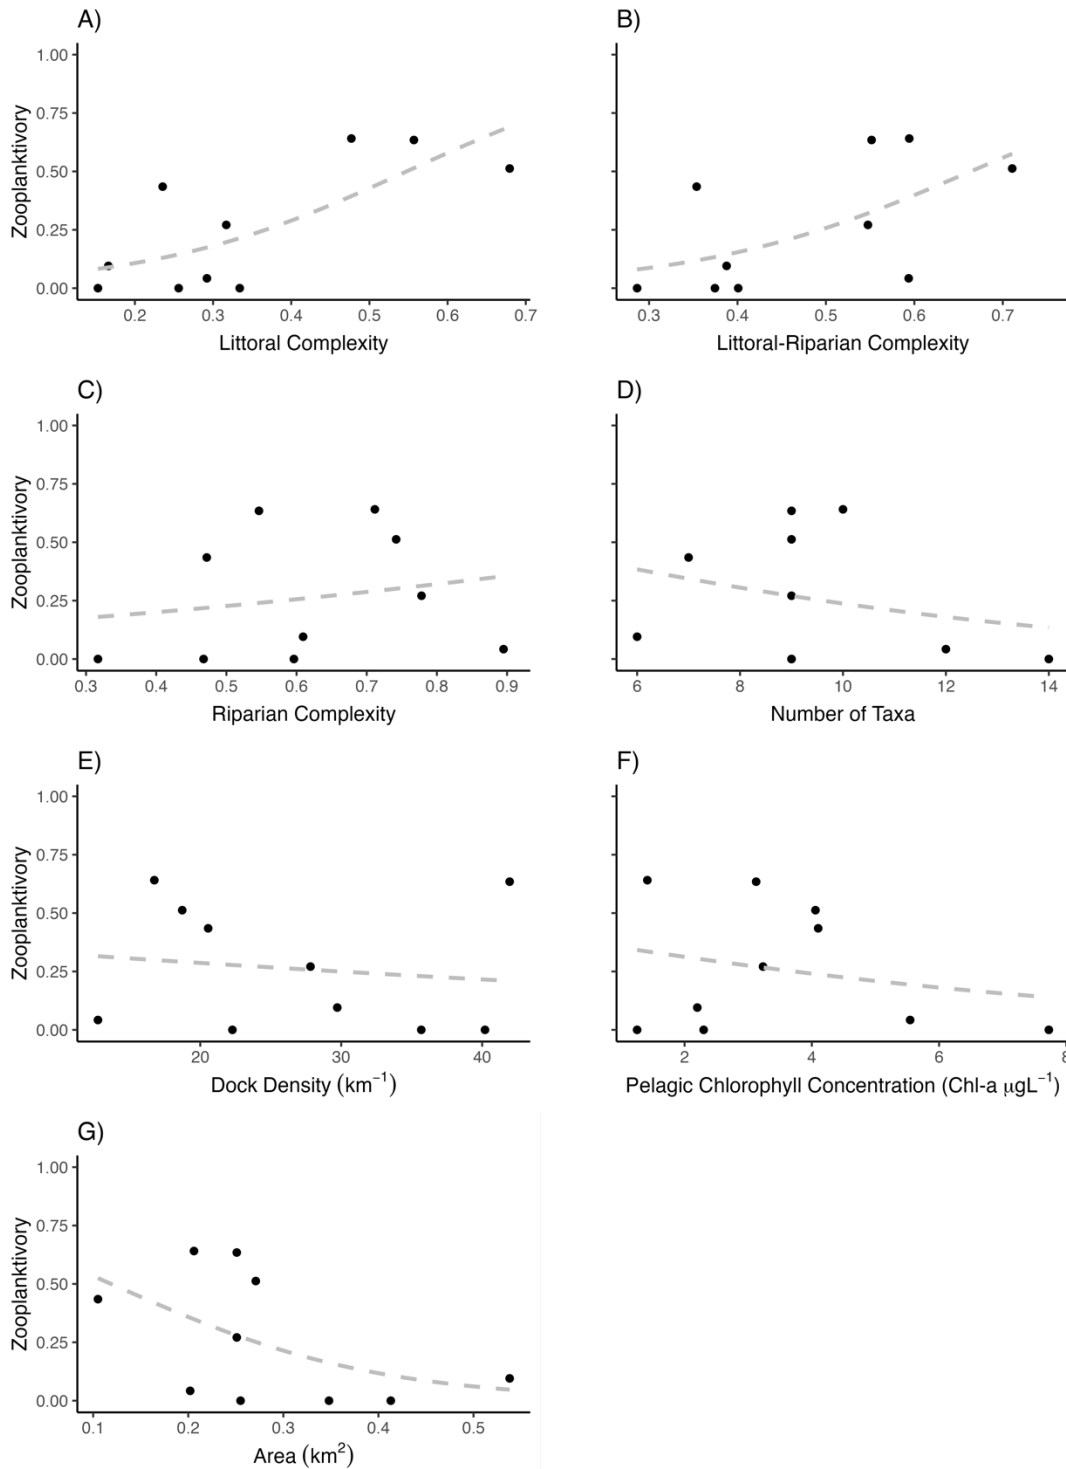 A)
B)
1.00
0.75
0.50
0.25
0.00
Zooplanktivory
0.2 0.3 0.4 0.5 0.6 0.7
0.3 0.4 0.5 0.6 0.7
Littoral Complexity
Littoral-Riparian Complexity
C)
D)
1.00
0.75
0.50
0.25
0.00
Zooplanktivory
0.3 0.4 0.5 0.6 0.7 0.8 0.9
6 8 10 12 14
Riparian Complexity
Number of Taxa
E)
F)
1.00
0.75
0.50
0.25
0.00
Zooplanktivory
20 30 40
2 4 6 8
Dock Density (km⁻¹)
Pelagic Chlorophyll Concentration (Chl-a μgL⁻¹)
G)
1.00
0.75
0.50
0.25
0.00
Zooplanktivory
0.1 0.2 0.3 0.4 0.5
Area (km²)